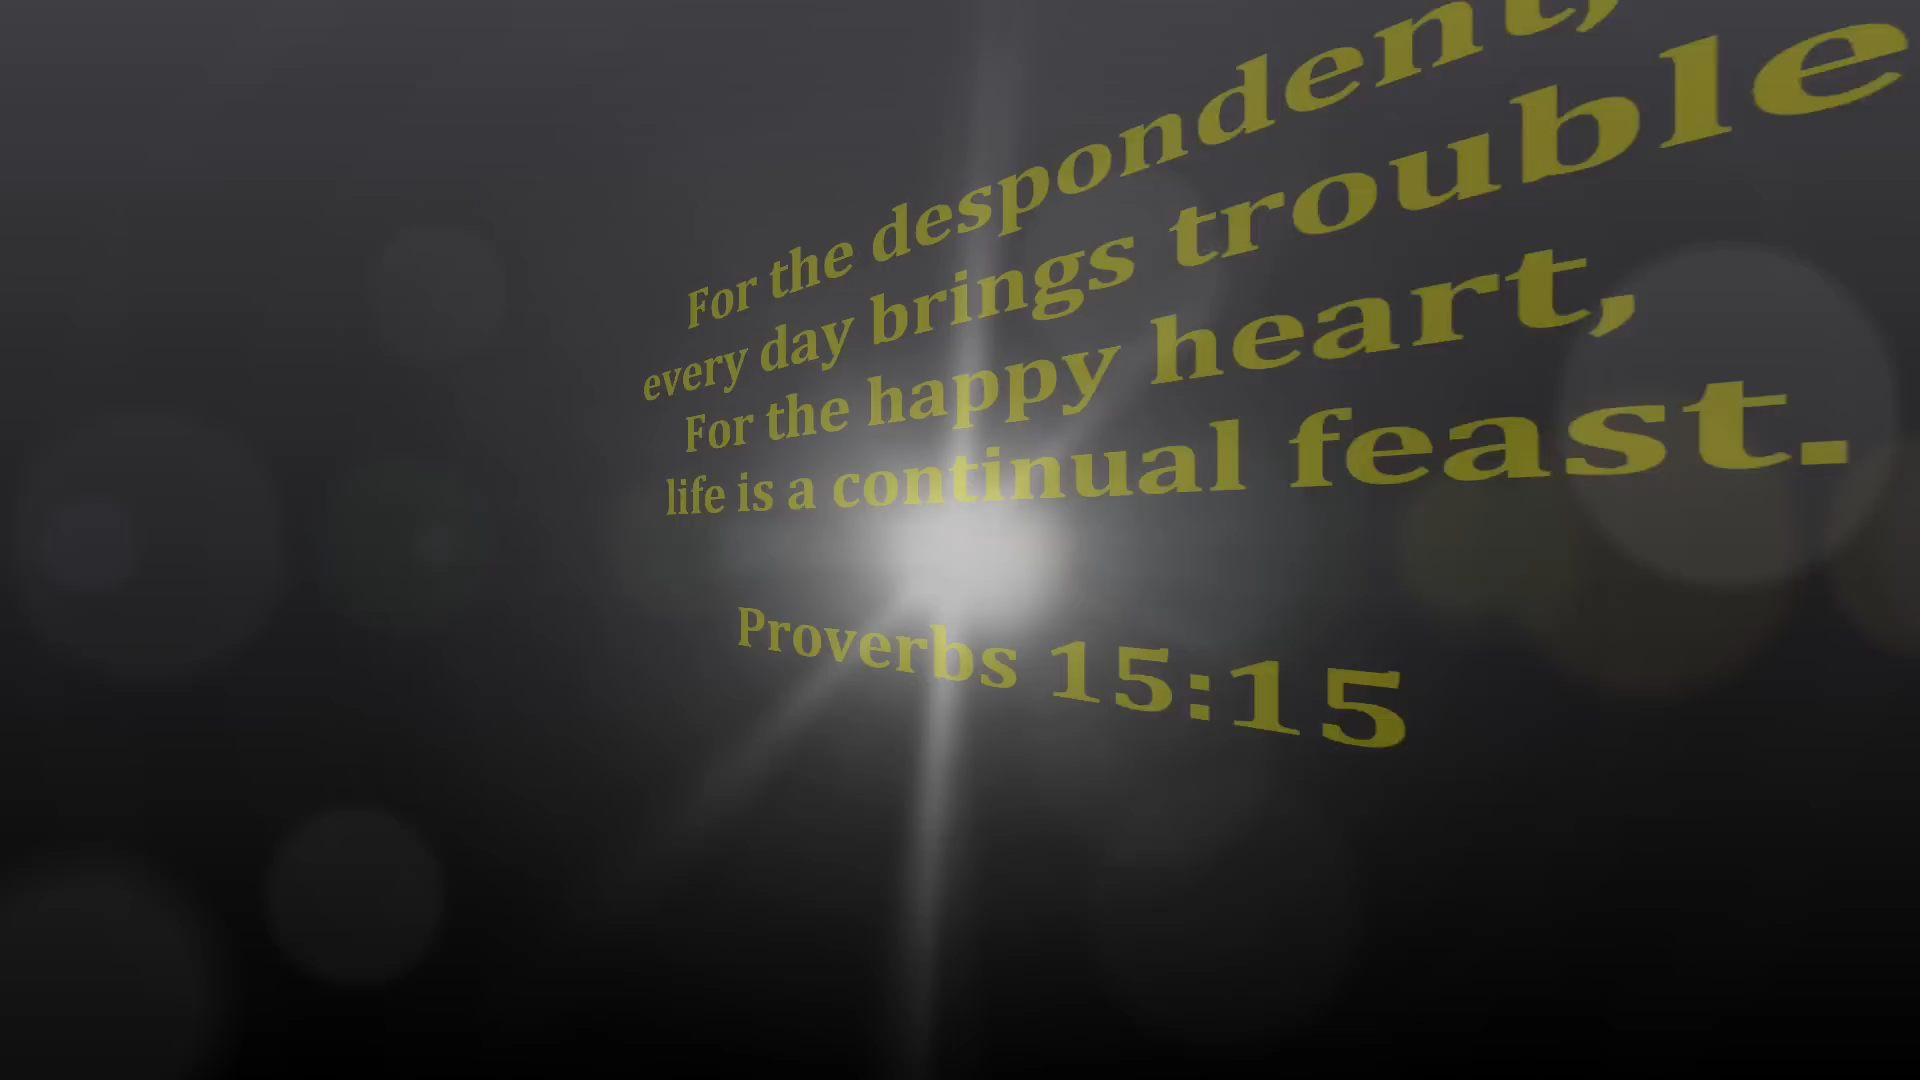 For the despondent,
every day brings trouble
For the happy heart,
life is a continual feast.
Proverbs 15:15